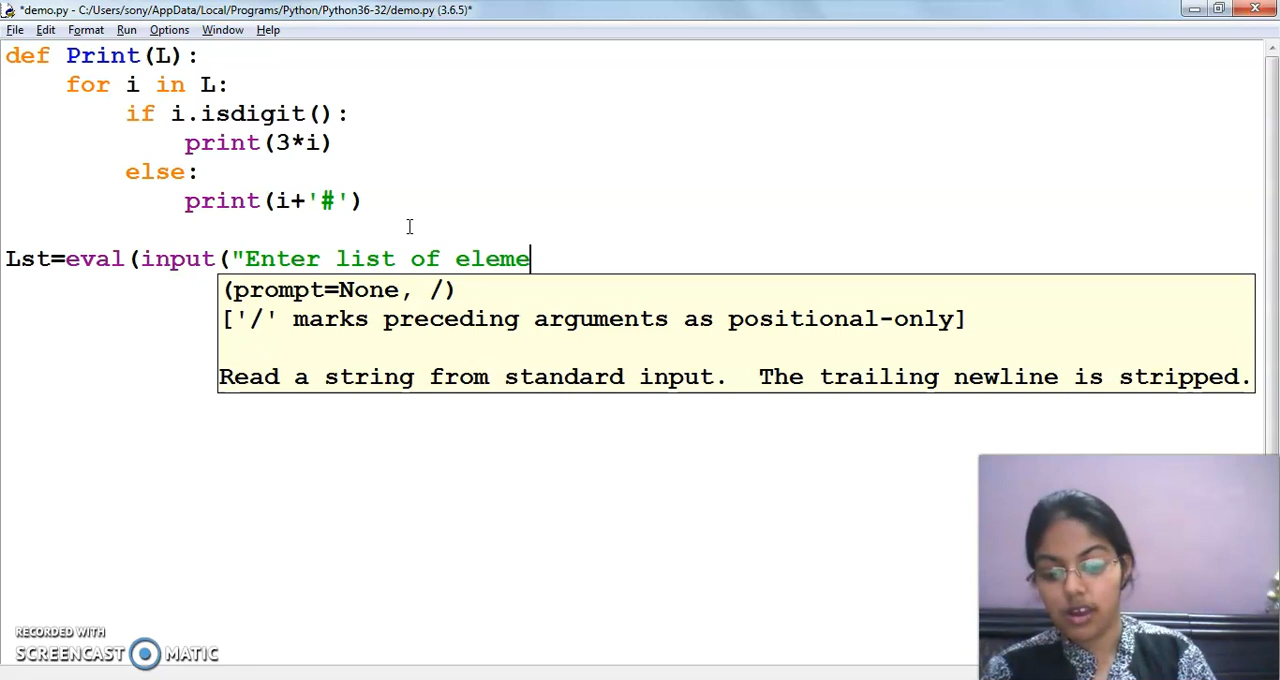 *demo.py - C:/Users/sony/AppData/Local/Programs/Python/Python36-32/demo.py (3.6.5)*
File Edit Format Run Options Window Help
def Print(L):
    for i in L:
        if i.isdigit():
            print(3*i)
        else:
            print(i+'#')
Lst=eval(input("Enter list of eleme
(prompt=None, /)
['/' marks preceding arguments as positional-only]
Read a string from standard input.  The trailing newline is stripped.
RECORDED WITH
SCREENCAST MATIC